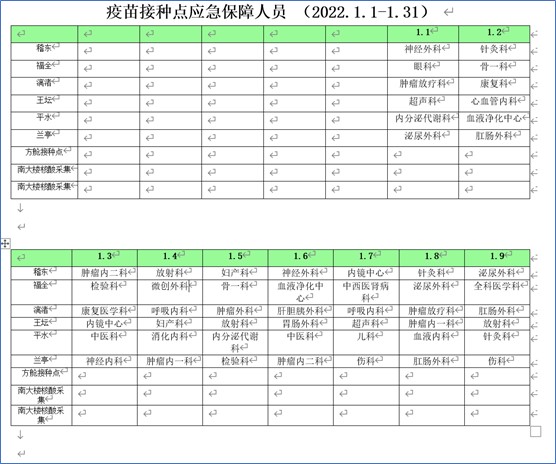 疫苗接种点应急保障人员 （2022.1.1-1.31）
1.1 1.2
稽东 神经外科 针灸科
福全 眼科 骨一科
漓渚 肿瘤放疗科 康复科
王坛 超声科 心血管内科
平水 内分泌代谢科 血液净化中心
兰亭 泌尿外科 肛肠外科
方舱接种点
南大楼核酸采集
南大楼核酸采集
1.3 1.4 1.5 1.6 1.7 1.8 1.9
稽东 肿瘤内二科 放射科 妇产科 神经外科 内镜中心 针灸科 泌尿外科
福全 检验科 微创外科 骨一科 血液净化中心 中西医肾病科 泌尿外科 全科医学科
漓渚 康复医学科 呼吸内科 肿瘤外科 肝胆胰外科 呼吸内科 肿瘤放疗科 肛肠外科
王坛 内镜中心 妇产科 放射科 胃肠外科 超声科 肿瘤内一科 放射科
平水 中医科 消化内科 内分泌代谢科 中医科 儿科 血液内科 针灸科
兰亭 神经内科 肿瘤内一科 检验科 肿瘤内二科 伤科 肛肠外科 伤科
方舱接种点
南大楼核酸采集
南大楼核酸采集